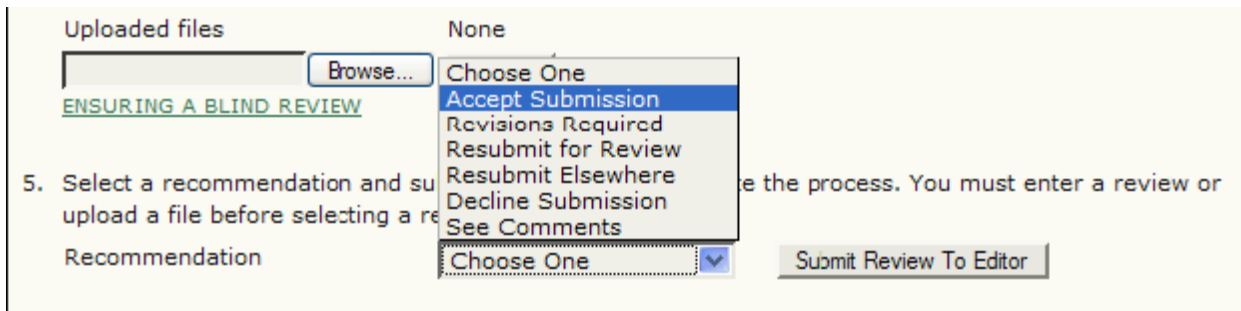 Uploaded files None
Browse...
Choose One
Accept Submission
ENSURING A BLIND REVIEW
Revisions Required
Resubmit for Review
Resubmit Elsewhere
5. Select a recommendation and su e the process. You must enter a review or
Decline Submission
upload a file before selecting a re
See Comments
Recommendation Choose One Submit Review To Editor